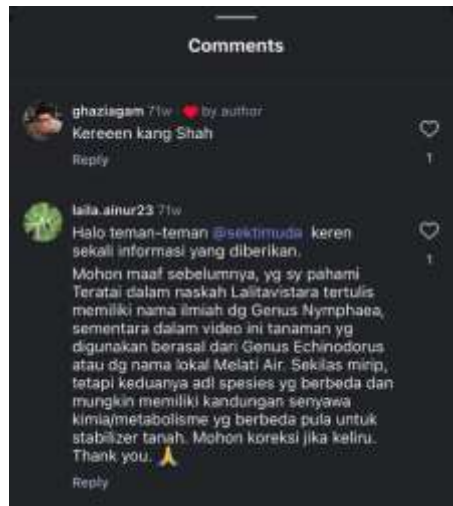 Comments
ghaziagam 71w by author
Kereeen kang Shah
Reply
1
laila.ainur23 71w
Halo teman-teman @sektimuda keren
sekali informasi yang diberikan.
1
Mohon maaf sebelumnya, yg sy pahami
Teratai dalam naskah Lalitavistara tertulis
memiliki nama ilmiah dg Genus Nymphaea,
sementara dalam video ini tanaman yg
digunakan berasal dari Genus Echinodorus
atau dg nama lokal Melati Air. Sekilas mirip,
tetapi keduanya adl spesies yg berbeda dan
mungkin memiliki kandungan senyawa
kimia/metabolisme yg berbeda pula untuk
stabilizer tanah. Mohon koreksi jika keliru.
Thank you. 🙏
Reply